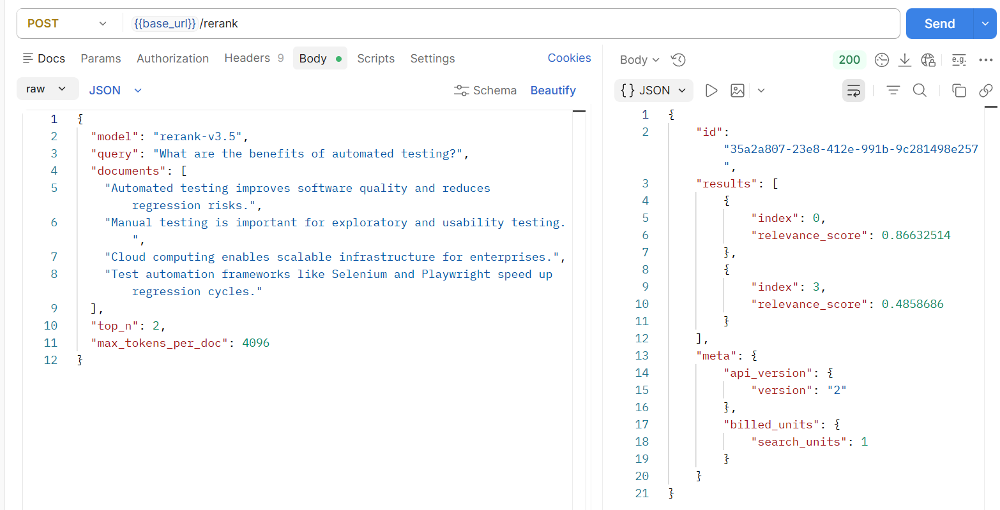 POST
{{base_url}} /rerank
Send
Docs Params Authorization Headers 9 Body Scripts Settings Cookies
raw JSON Schema Beautify
1 {
2 "model": "rerank-v3.5",
3 "query": "What are the benefits of automated testing?",
4 "documents": [
5 "Automated testing improves software quality and reduces
regression risks.",
6 "Manual testing is important for exploratory and usability testing.
",
7 "Cloud computing enables scalable infrastructure for enterprises.",
8 "Test automation frameworks like Selenium and Playwright speed up
regression cycles."
9 ],
10 "top_n": 2,
11 "max_tokens_per_doc": 4096
12 }
Body 200 e.g.
{} JSON
1 {
2 "id":
"35a2a807-23e8-412e-991b-9c281498e257
",
3 "results": [
4 {
5 "index": 0,
6 "relevance_score": 0.86632514
7 },
8 {
9 "index": 3,
10 "relevance_score": 0.4858686
11 }
12 ],
13 "meta": {
14 "api_version": {
15 "version": "2"
16 },
17 "billed_units": {
18 "search_units": 1
19 }
20 }
21 }